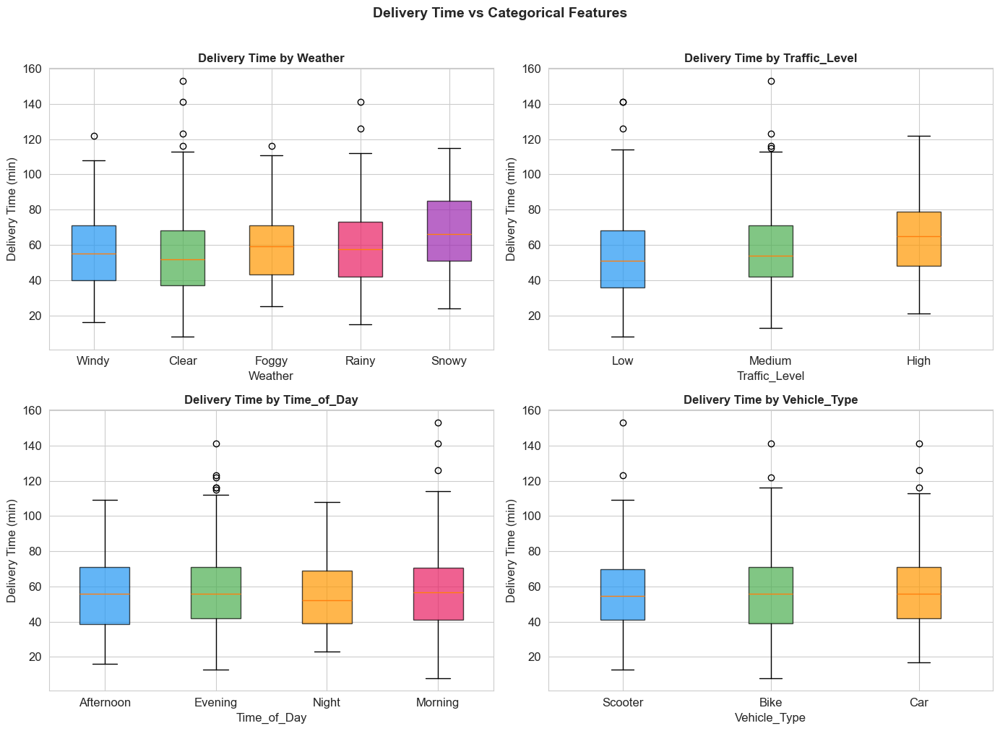 Delivery Time vs Categorical Features
Delivery Time by Weather
160
140
120
100
80
60
40
20
Delivery Time (min)
Windy Clear Foggy Rainy Snowy
Weather
Delivery Time by Traffic_Level
160
140
120
100
80
60
40
20
Delivery Time (min)
Low Medium High
Traffic_Level
Delivery Time by Time_of_Day
160
140
120
100
80
60
40
20
Delivery Time (min)
Afternoon Evening Night Morning
Time_of_Day
Delivery Time by Vehicle_Type
160
140
120
100
80
60
40
20
Delivery Time (min)
Scooter Bike Car
Vehicle_Type